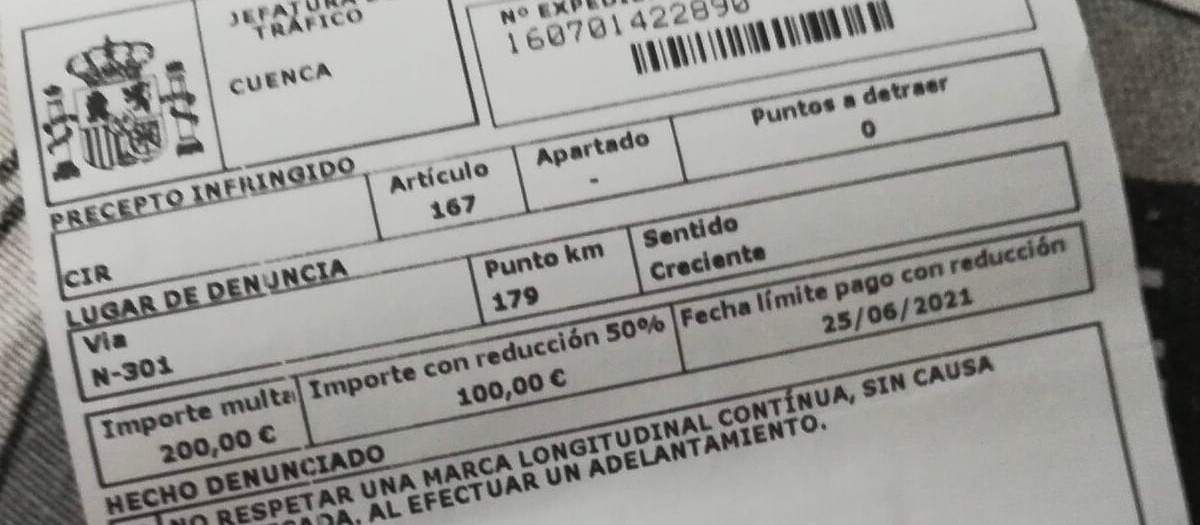 JEFATURA
TRÁFICO
CUENCA
Nº
160701422890
PRECEPTO INFRINGIDO
CIR
Artículo
167
Apartado
-
Puntos a detraer
0
LUGAR DE DENUNCIA
Vía
N-301
Punto km
179
Sentido
Creciente
Importe multa
200,00 €
Importe con reducción 50%
100,00 €
Fecha límite pago con reducción
25/06/2021
HECHO DENUNCIADO
NO RESPETAR UNA MARCA LONGITUDINAL CONTÍNUA, SIN CAUSA
AL EFECTUAR UN ADELANTAMIENTO.